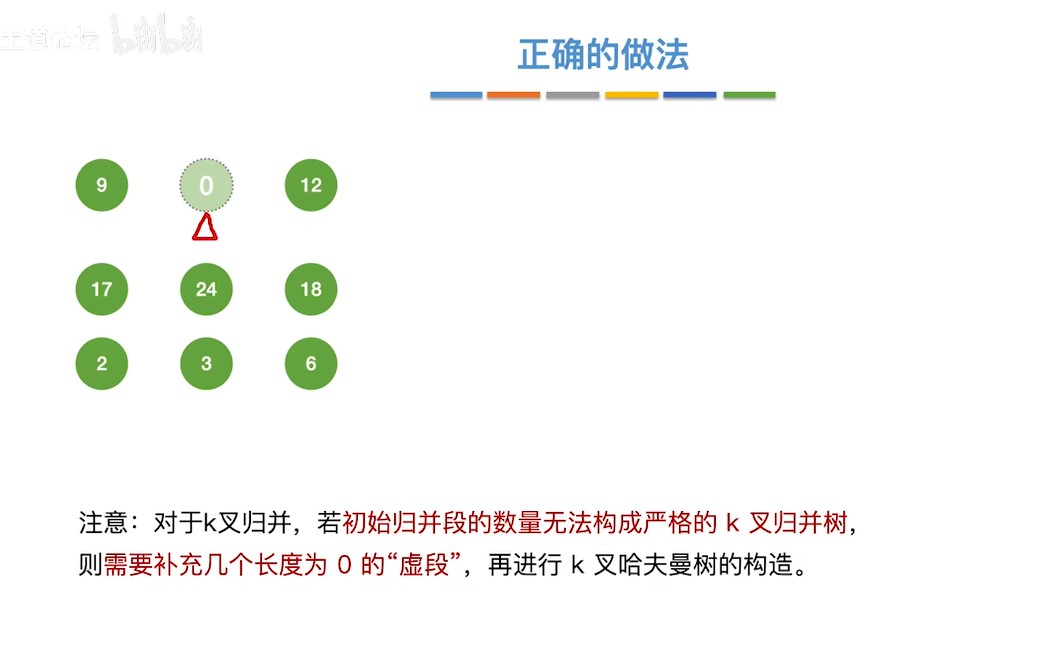 王道论坛 bilibili
正确的做法
9 0 12
17 24 18
2 3 6
注意：对于k叉归并，若初始归并段的数量无法构成严格的 k 叉归并树，
则需要补充几个长度为 0 的“虚段”，再进行 k 叉哈夫曼树的构造。